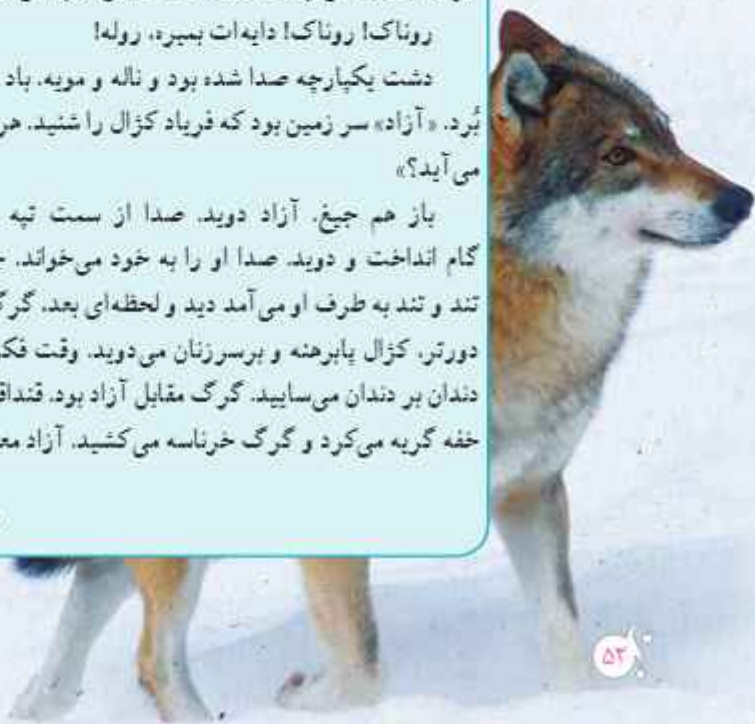 روناک! روناک! دایه‌ات بمیره، روله!
دشت یکپارچه صدا شده بود و ناله و مویه. باد
بُرد. «آزاد» سر زمین بود که فریاد کژال را شنید. هر
می‌آید؟»
باز هم جیغ. آزاد دوید. صدا از سمت تپه
گام انداخت و دوید. صدا او را به خود می‌خواند.
تند و تند به طرف او می‌آمد دید و لحظه‌ای بعد، گرگ
دورتر، کژال پابرهنه و برسرزنان می‌دوید. وقت فکر
دندان بر دندان می‌سایید. گرگ مقابل آزاد بود. قنداق
خفه گریه می‌کرد و گرگ خرناسه می‌کشید. آزاد
۵۳